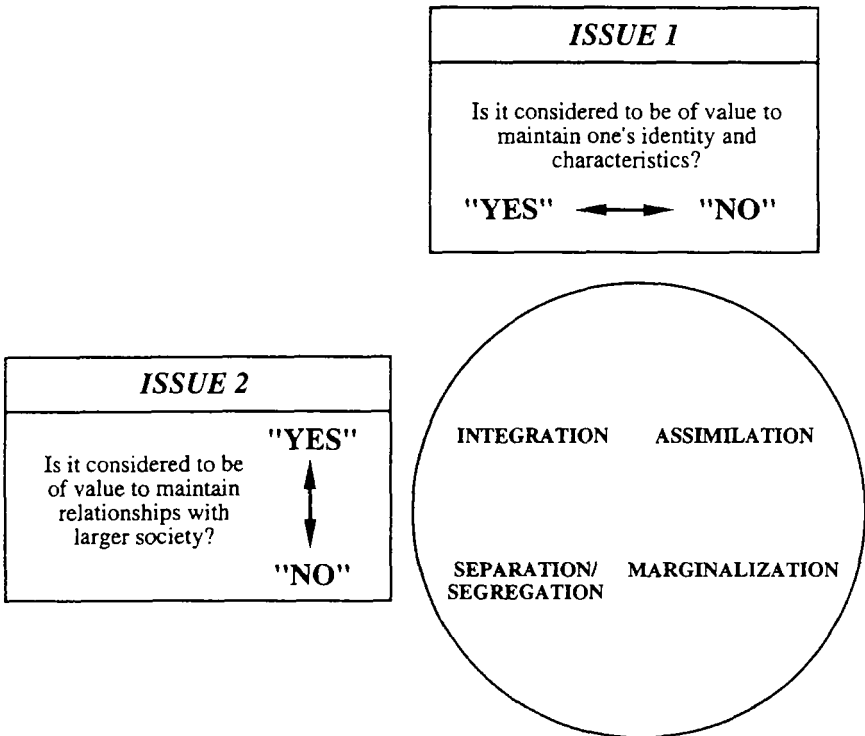 ISSUE 1
Is it considered to be of value to
maintain one's identity and
characteristics?
"YES" "NO"
ISSUE 2
Is it considered to be
of value to maintain
relationships with
larger society?
"YES"
"NO"
INTEGRATION ASSIMILATION
SEPARATION/
SEGREGATION
MARGINALIZATION